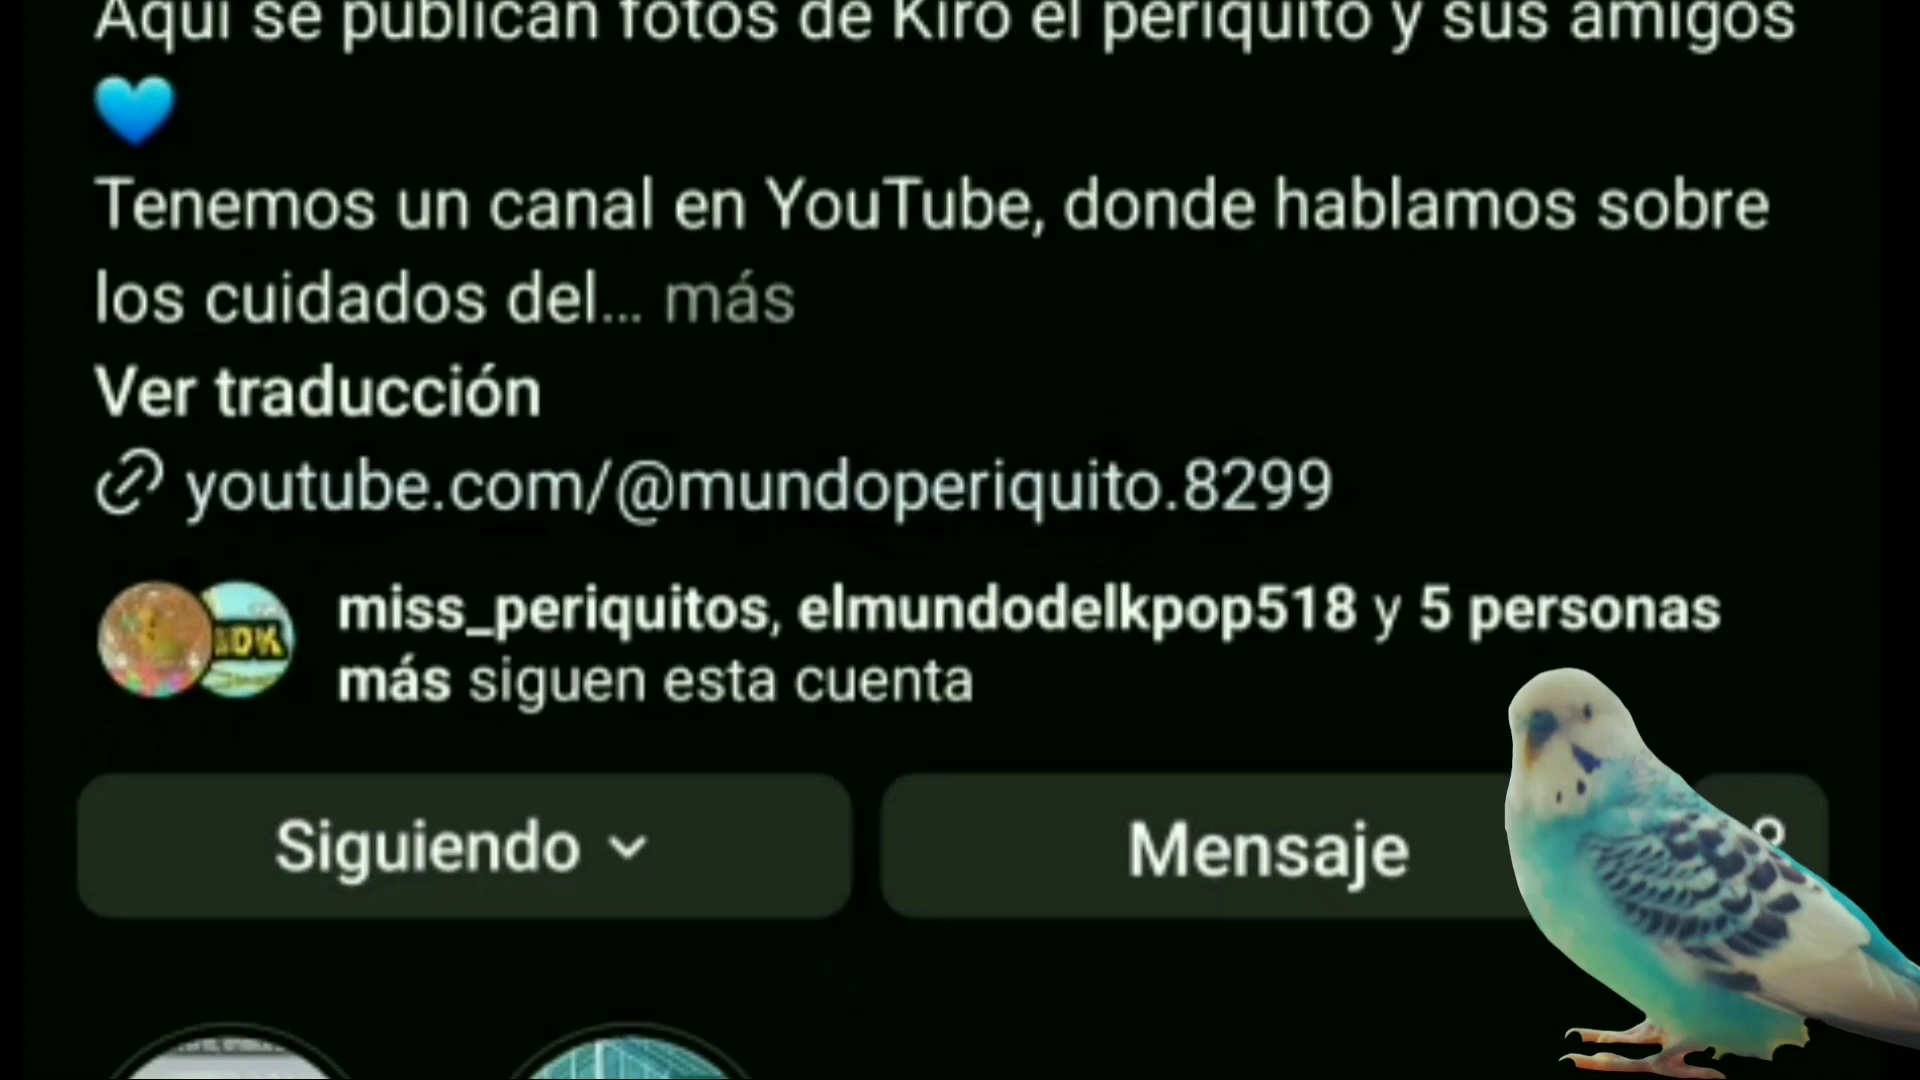 Aquí se publican fotos de Kiro el periquito y sus amigos
💙
Tenemos un canal en YouTube, donde hablamos sobre
los cuidados del... más
Ver traducción
youtube.com/@mundoperiquito.8299
miss_periquitos, elmundodelkpop518 y 5 personas
más siguen esta cuenta
Siguiendo
Mensaje